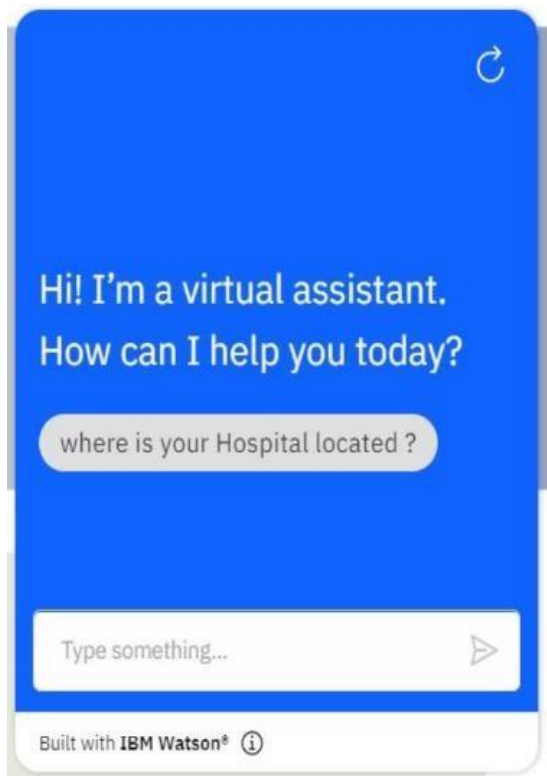 Hi! I'm a virtual assistant.
How can I help you today?
where is your Hospital located ?
Type something...
Built with IBM Watson®